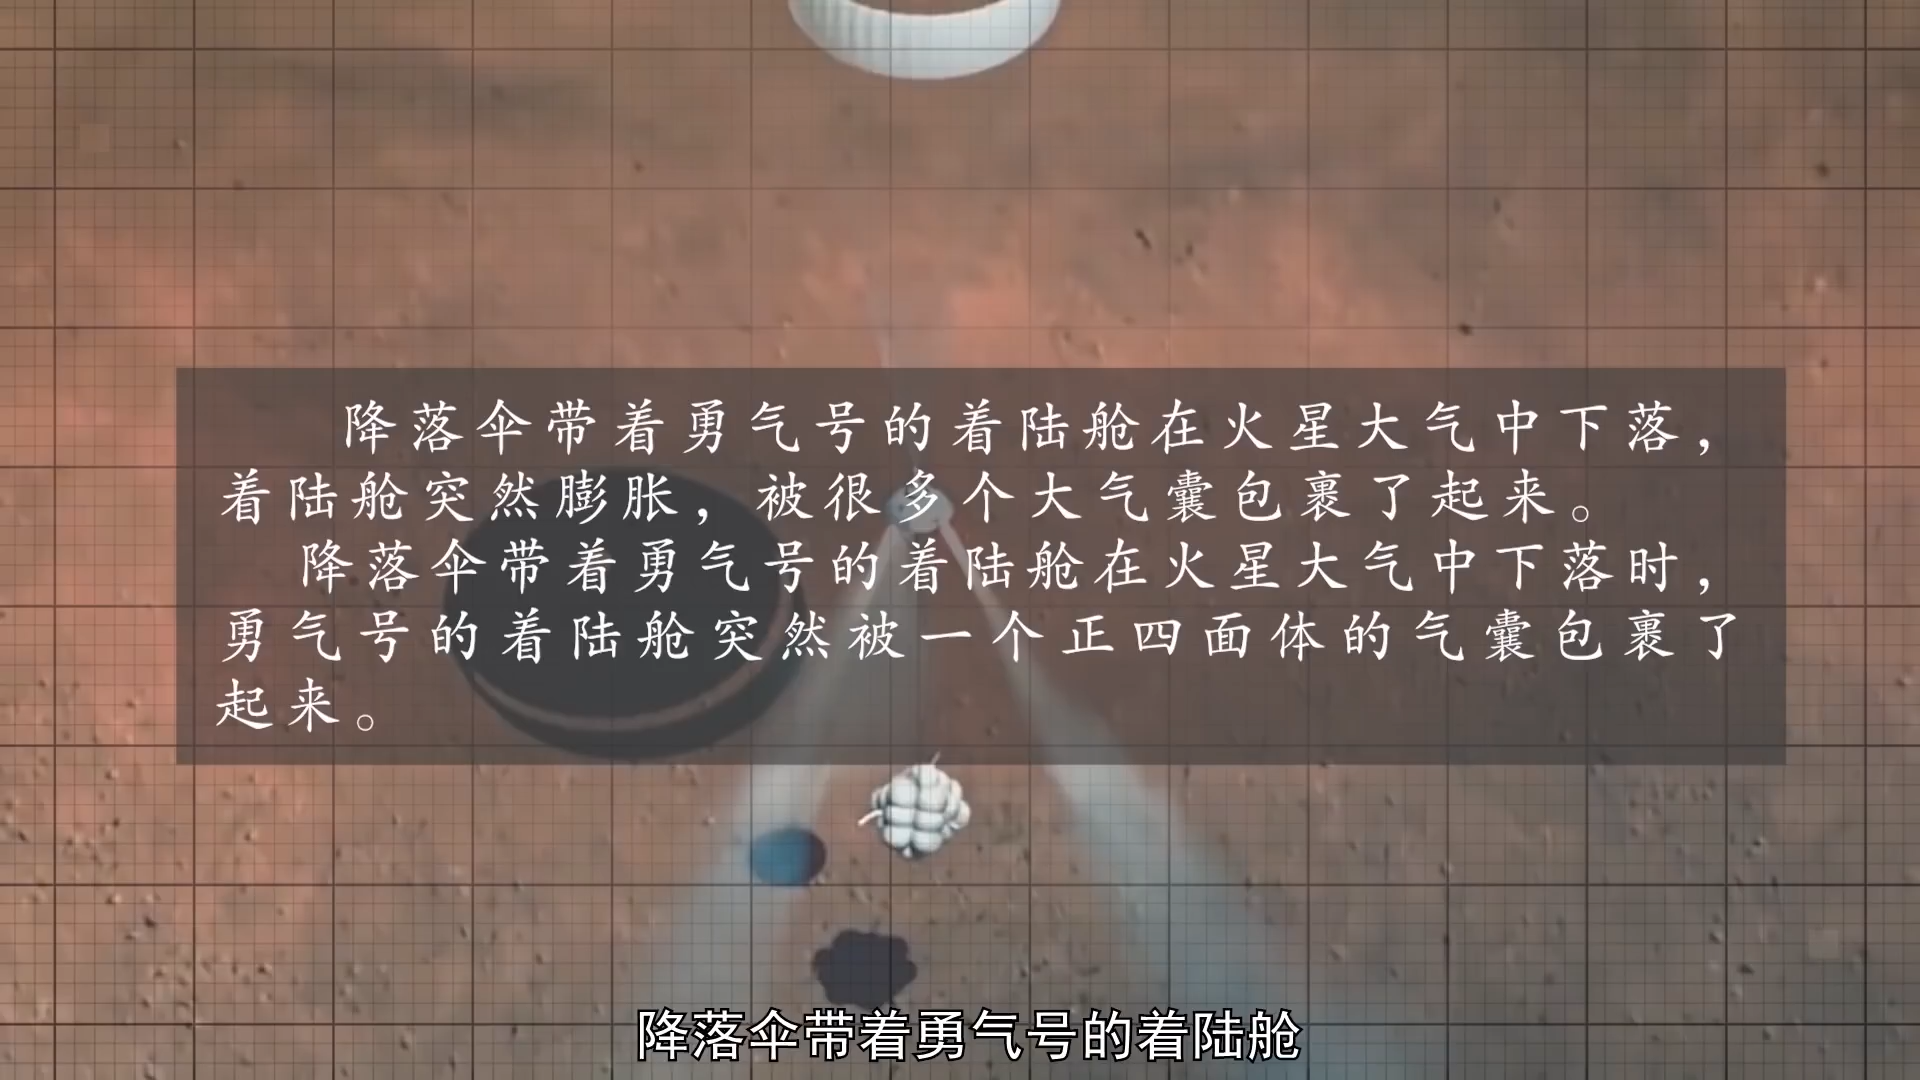 降落伞带着勇气号的着陆舱在火星大气中下落，
着陆舱突然膨胀，被很多个大气囊包裹了起来。
降落伞带着勇气号的着陆舱在火星大气中下落时，
勇气号的着陆舱突然被一个正四面体的气囊包裹了
起来。
降落伞带着勇气号的着陆舱